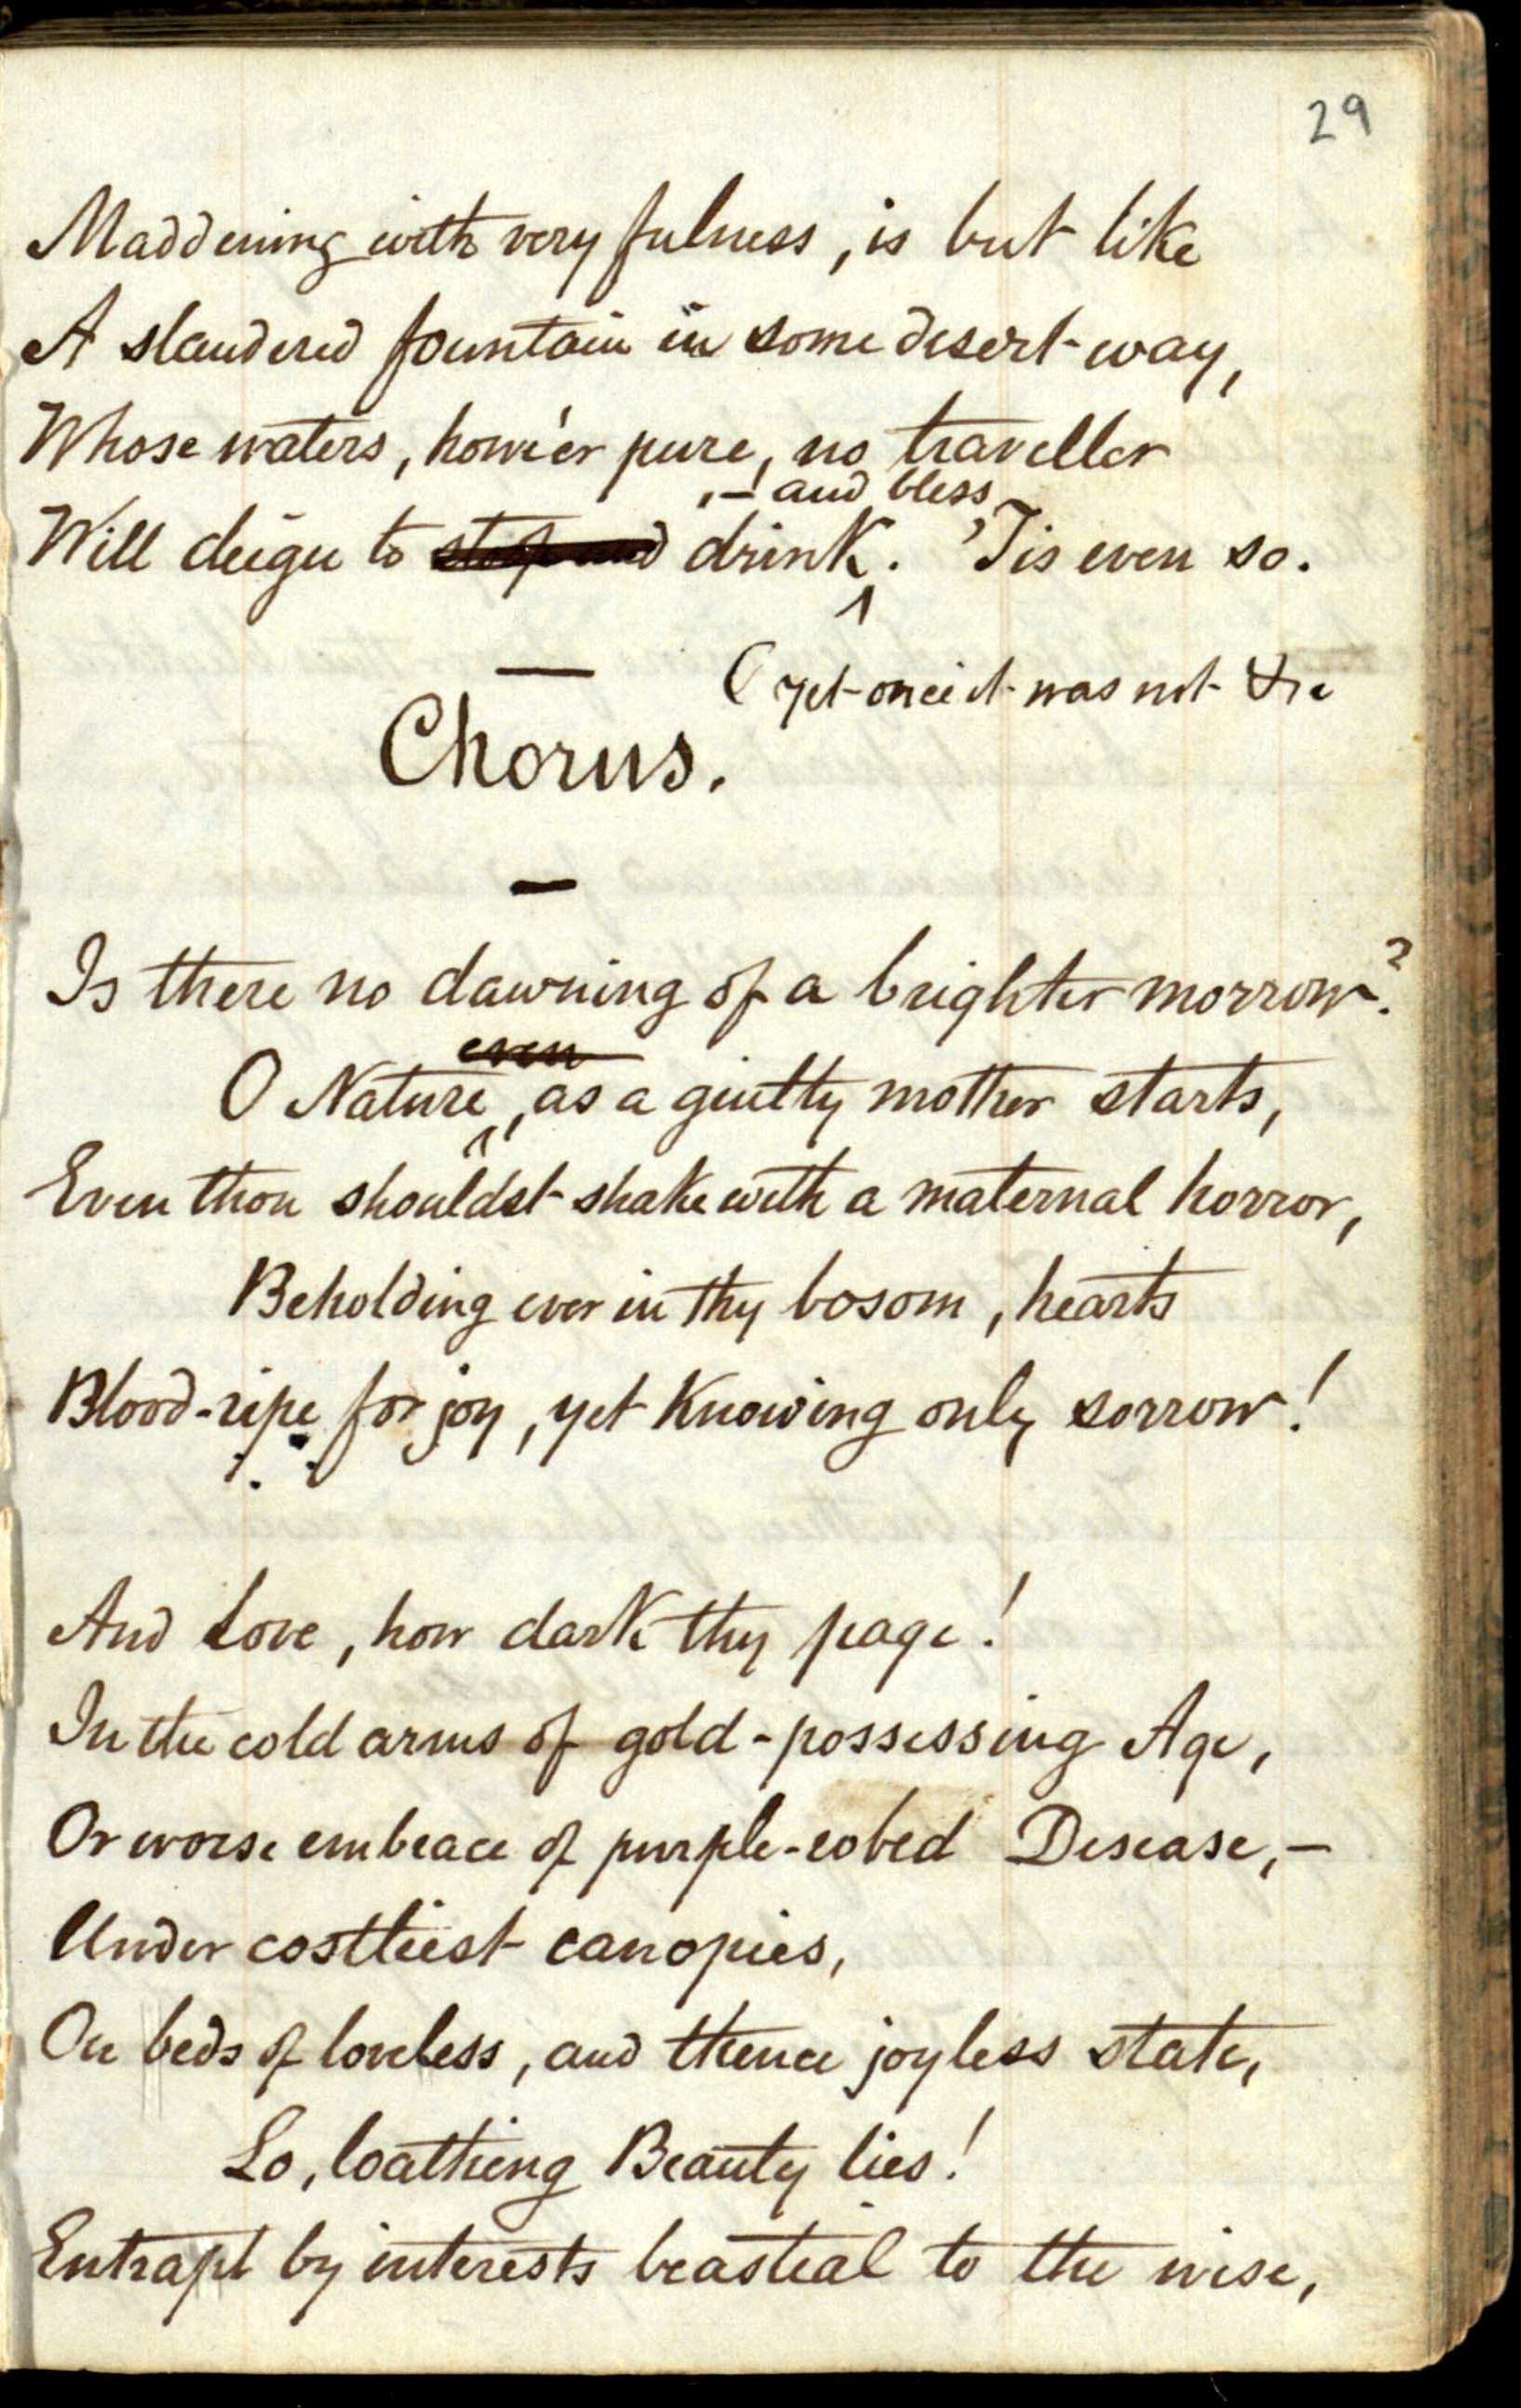 29
Maddening with very fulness, is but like
A slandered fountain in some desert way,
Whose waters, howe'er pure, no traveller
,—and bless
Will deign to stop and drink. 'Tis even so.
(yet once it was not &c
Chorus.
Is there no dawning of a brighter morrow?
even
O Nature, as a guilty mother starts,
Even thou shouldst shake with a maternal horror,
Beholding ever in thy bosom, hearts
Blood-ripe for joy, yet knowing only sorrow!
And Love, how dark thy page!
In the cold arms of gold-possessing Age,
Or worse embrace of purple-robed Disease,—
Under costliest canopies,
On beds of loveless, and thence joyless state,
Lo, loathing Beauty lies!
Entrapt by interests beastial to the wise,